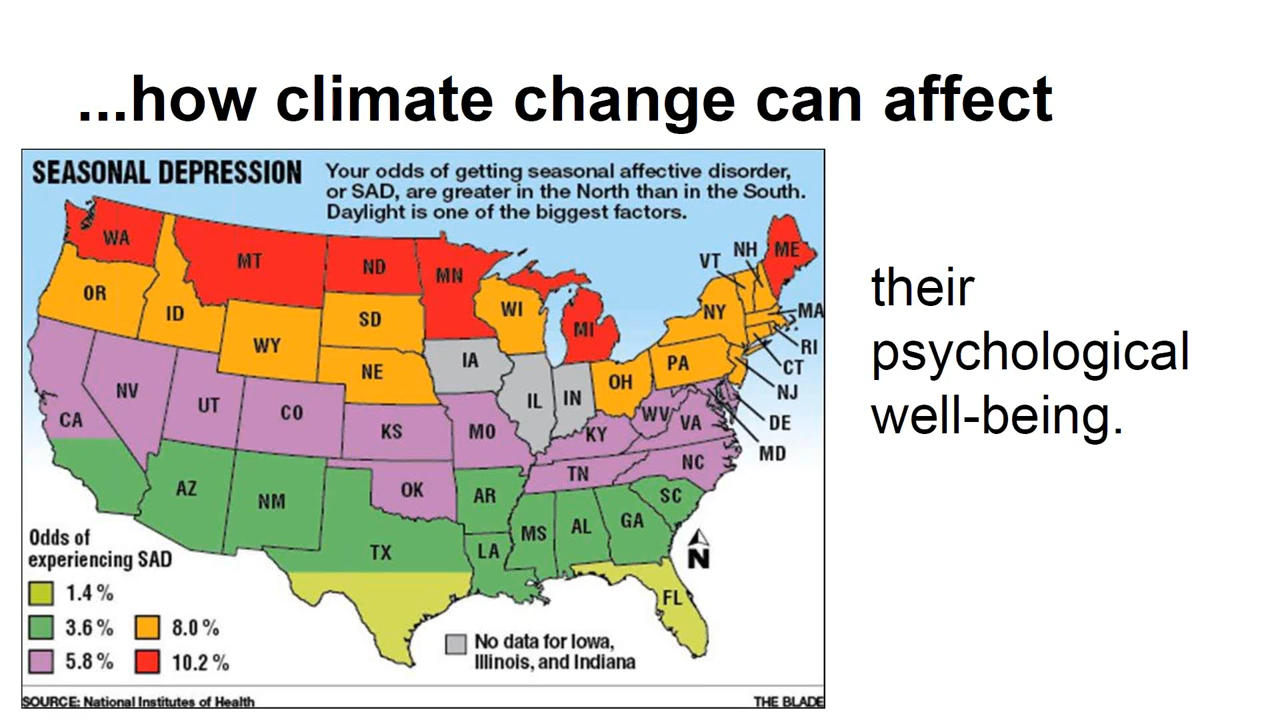 ...how climate change can affect
SEASONAL DEPRESSION
Your odds of getting seasonal affective disorder,
or SAD, are greater in the North than in the South.
Daylight is one of the biggest factors.
WA
MT
ND
MN
OR
ID
WY
SD
WI
MI
NE
IA
VT
NH
ME
NY
MA
RI
CT
PA
NJ
OH
IL
IN
NV
UT
CO
CA
KS
MO
KY
WV
VA
DE
MD
AZ
NM
OK
AR
TN
NC
SC
TX
LA
MS
AL
GA
FL
N
Odds of
experiencing SAD
1.4 %
3.6 %
8.0 %
5.8 %
10.2 %
No data for Iowa,
Illinois, and Indiana
SOURCE: National Institutes of Health
THE BLADE
their
psychological
well-being.